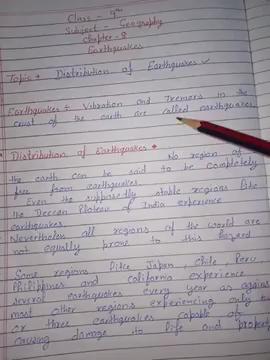 Class - 9th
Subject - Geography
Chapter - 8
Earthquakes
Topic → Distribution of Earthquakes ✓
Earthquakes ÷ Vibration and Tremors in the
crust of the earth are called earthquakes.
• Distribution of Earthquakes →
No region of
the earth can be said to be completely
free from earthquakes.
Even the supposedly stable regions like
the Deccan Plateau of India experience
earthquakes.
Nevertheless all regions of the world are
not equally prone to this hazard
Some regions like Japan, Chile, Peru
Philippines and California experience
several earthquakes every year as agains
most other regions experiencing only t
or three earthquakes capable of
causing damage to life and propert